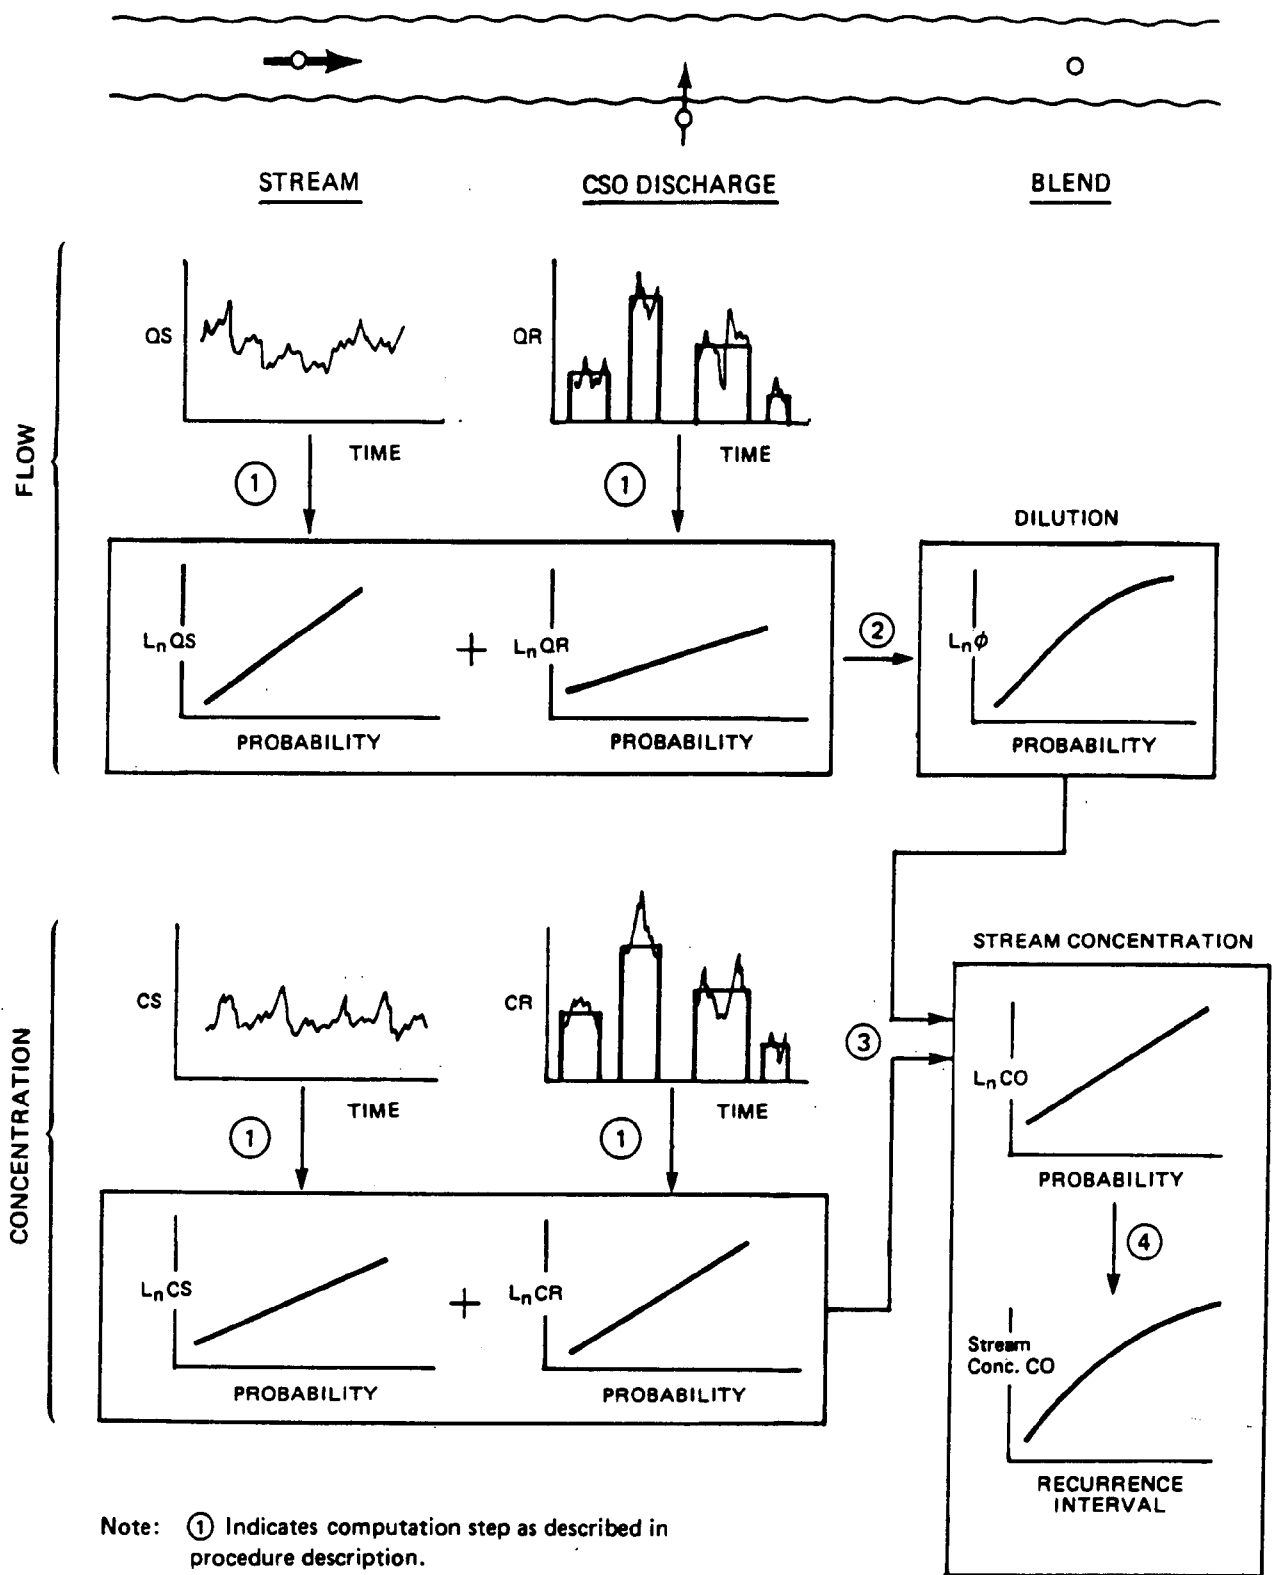 STREAM
CSO DISCHARGE
BLEND
FLOW
QS
TIME
QR
TIME
①
①
DILUTION
LnQS
PROBABILITY
+
LnQR
PROBABILITY
②
Lnϕ
PROBABILITY
CONCENTRATION
CS
TIME
CR
TIME
①
①
③
STREAM CONCENTRATION
LnCO
PROBABILITY
④
LnCS
PROBABILITY
+
LnCR
PROBABILITY
Stream
Conc. CO
RECURRENCE
INTERVAL
Note: ① Indicates computation step as described in
procedure description.